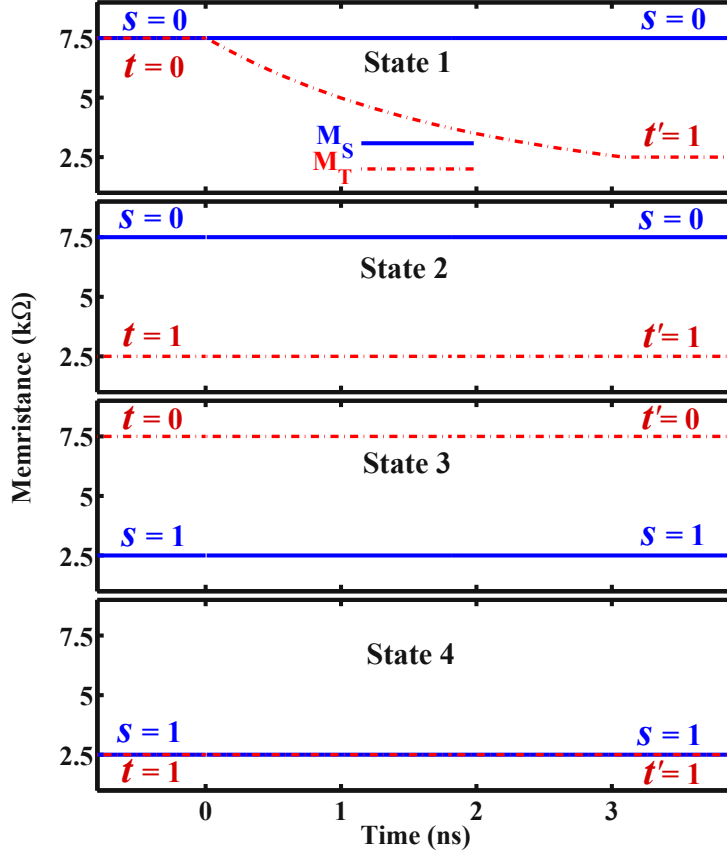 s = 0 s = 0
7.5
t = 0 State 1
5
M_S t' = 1
2.5 M_T
s = 0 s = 0
7.5
State 2
5
t = 1 t' = 1
2.5
t = 0 t' = 0
7.5
State 3
5
s = 1 s = 1
2.5
7.5 State 4
5
s = 1 s = 1
2.5
t = 1 t' = 1
0 1 2 3
Time (ns)
Memristance (kΩ)